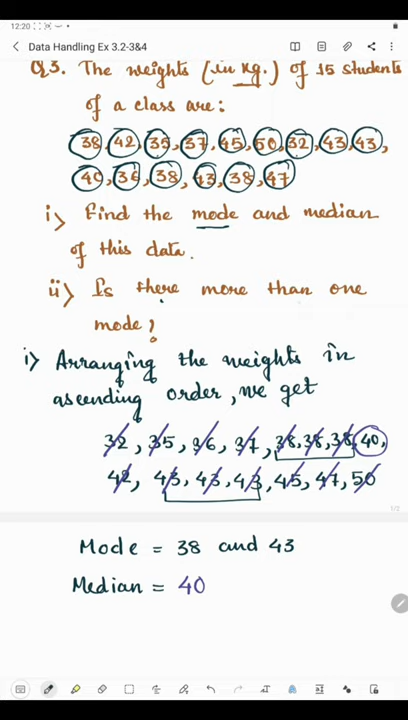 12:20
Data Handling Ex 3.2-3&4
Q3. The weights (in kg.) of 15 students
of a class are:
38, 42, 35, 37, 45, 50, 32, 43, 43,
40, 36, 38, 43, 38, 47
i) Find the mode and median
of this data.
ii) Is there more than one
mode?
i) Arranging the weights in
ascending order, we get
32, 35, 36, 37, 38, 38, 38, 40,
42, 43, 43, 43, 45, 47, 50
1/2
Mode = 38 and 43
Median = 40